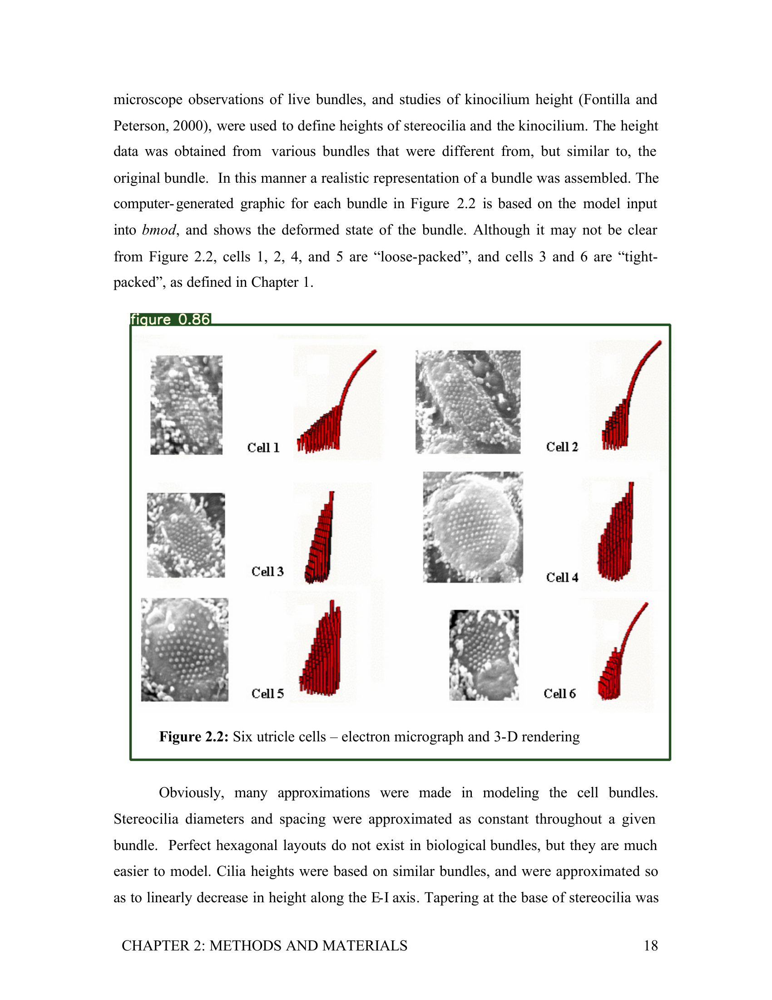 microscope observations of live bundles, and studies of kinocilium height (Fontilla and
Peterson, 2000), were used to define heights of stereocilia and the kinocilium. The height
data was obtained from various bundles that were different from, but similar to, the
original bundle. In this manner a realistic representation of a bundle was assembled. The
computer-generated graphic for each bundle in Figure 2.2 is based on the model input
into bmod, and shows the deformed state of the bundle. Although it may not be clear
from Figure 2.2, cells 1, 2, 4, and 5 are “loose-packed”, and cells 3 and 6 are “tight-
packed”, as defined in Chapter 1.
figure 0.86
Cell 1
Cell 2
Cell 3
Cell 4
Cell 5
Cell 6
Figure 2.2: Six utricle cells – electron micrograph and 3-D rendering
Obviously, many approximations were made in modeling the cell bundles.
Stereocilia diameters and spacing were approximated as constant throughout a given
bundle. Perfect hexagonal layouts do not exist in biological bundles, but they are much
easier to model. Cilia heights were based on similar bundles, and were approximated so
as to linearly decrease in height along the E-I axis. Tapering at the base of stereocilia was
CHAPTER 2: METHODS AND MATERIALS 18